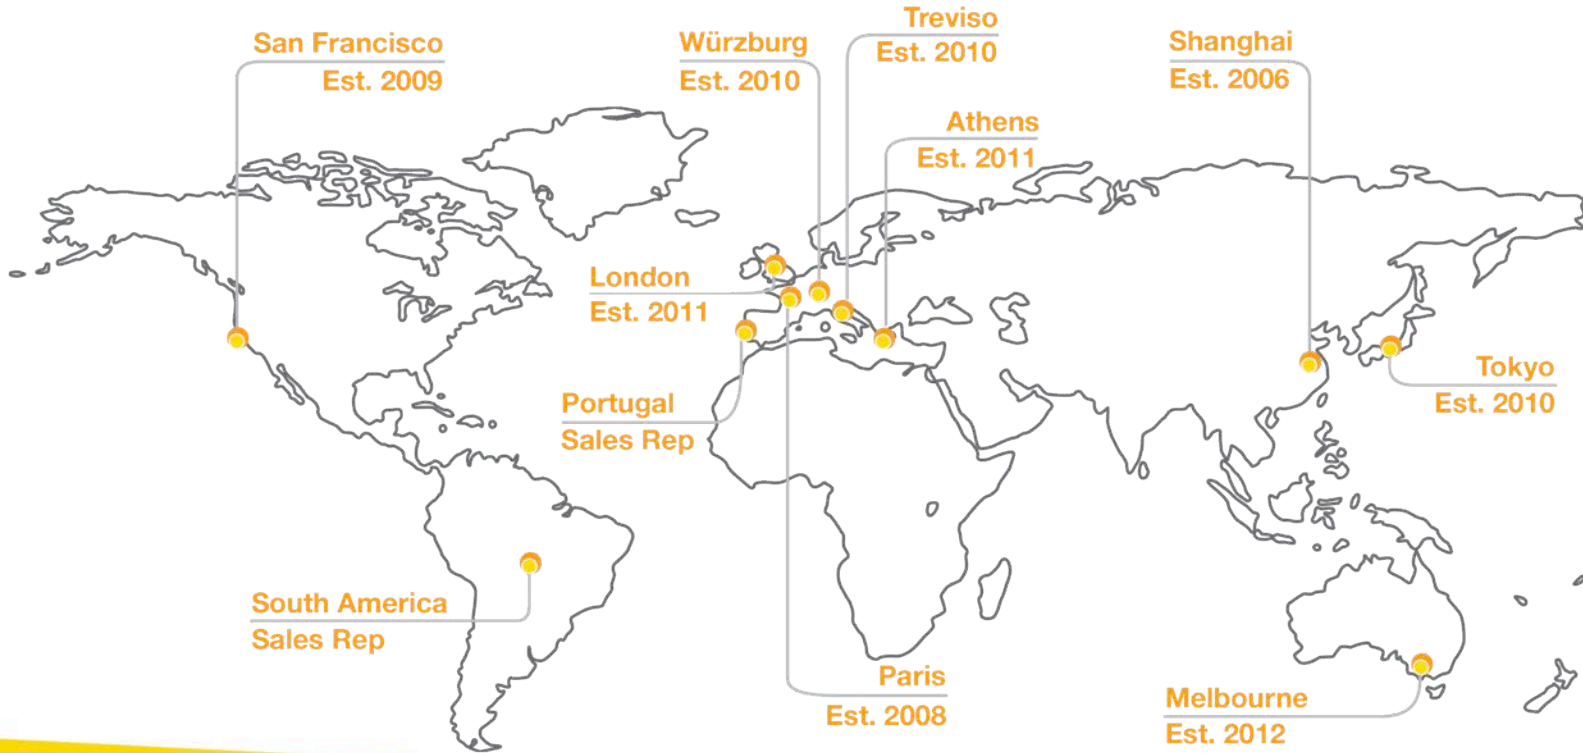 San Francisco
Est. 2009
Würzburg
Est. 2010
Treviso
Est. 2010
Shanghai
Est. 2006
Athens
Est. 2011
London
Est. 2011
Tokyo
Est. 2010
Portugal
Sales Rep
South America
Sales Rep
Paris
Est. 2008
Melbourne
Est. 2012